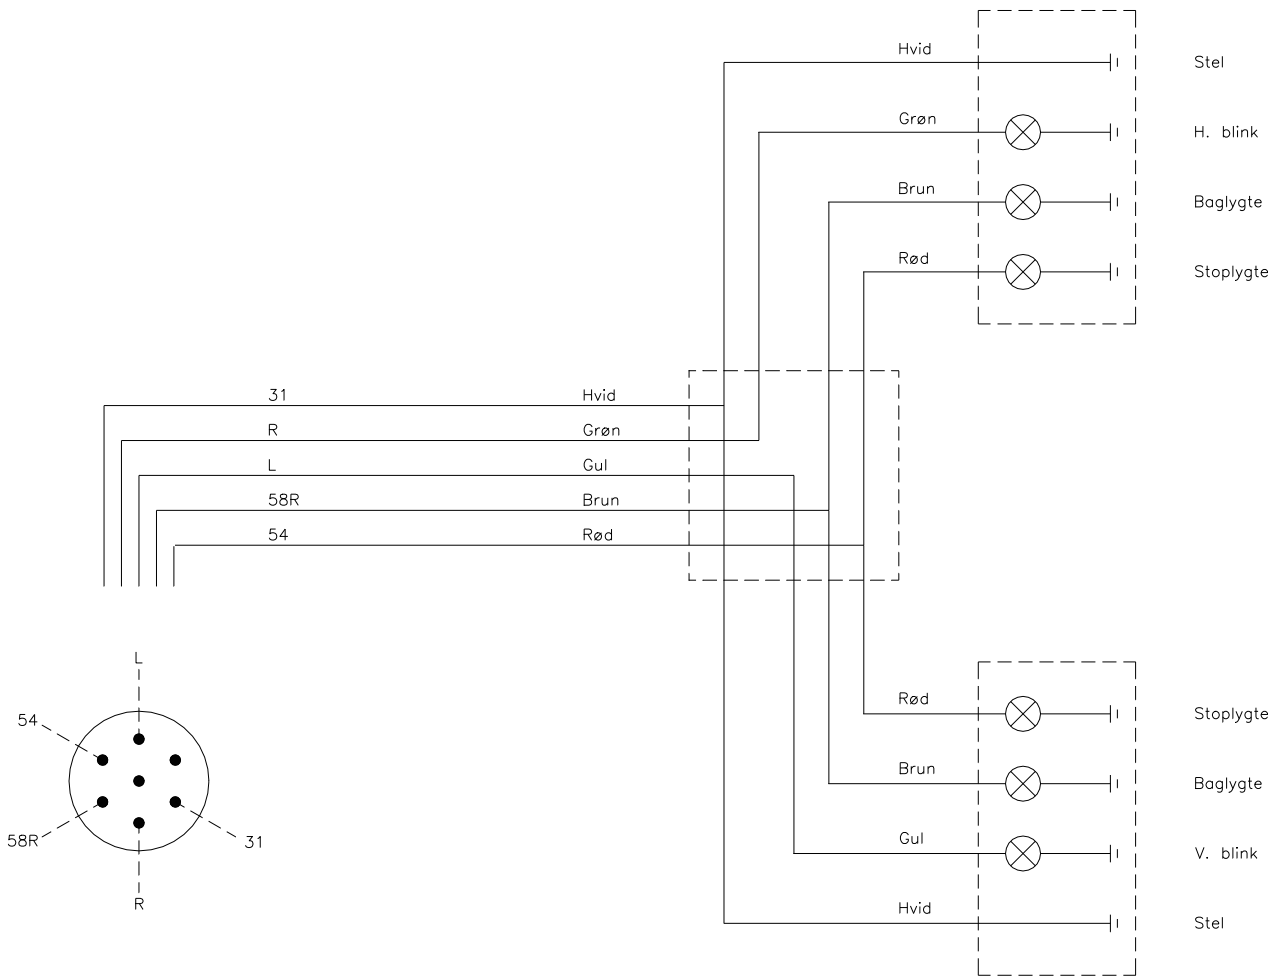 Hvid
Stel
Grøn
H. blink
Brun
Baglygte
Rød
Stoplygte
31 Hvid
R Grøn
L Gul
58R Brun
54 Rød
L
54
58R
31
R
Rød
Stoplygte
Brun
Baglygte
Gul
V. blink
Hvid
Stel